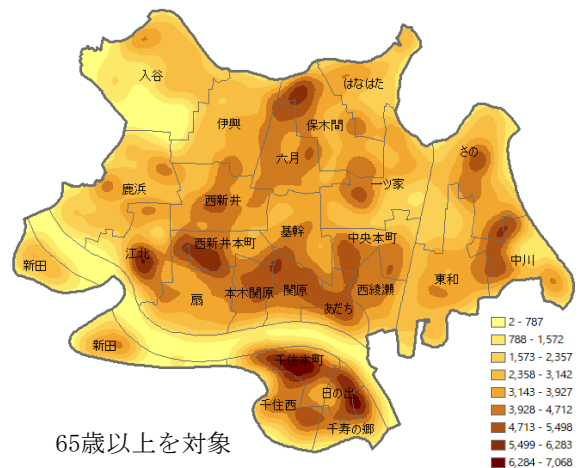 入谷
はなはた
伊興
保木間
六月
さの
鹿浜
一ツ家
西新井
基幹
中央本町
西新井本町
江北
新田
中川
東和
西綾瀬
本木関原
関原
扇
あだち
新田
千住本町
日の出
千住西
千寿の郷
65歳以上を対象
2 - 787
788 - 1,572
1,573 - 2,357
2,358 - 3,142
3,143 - 3,927
3,928 - 4,712
4,713 - 5,498
5,499 - 6,283
6,284 - 7,068